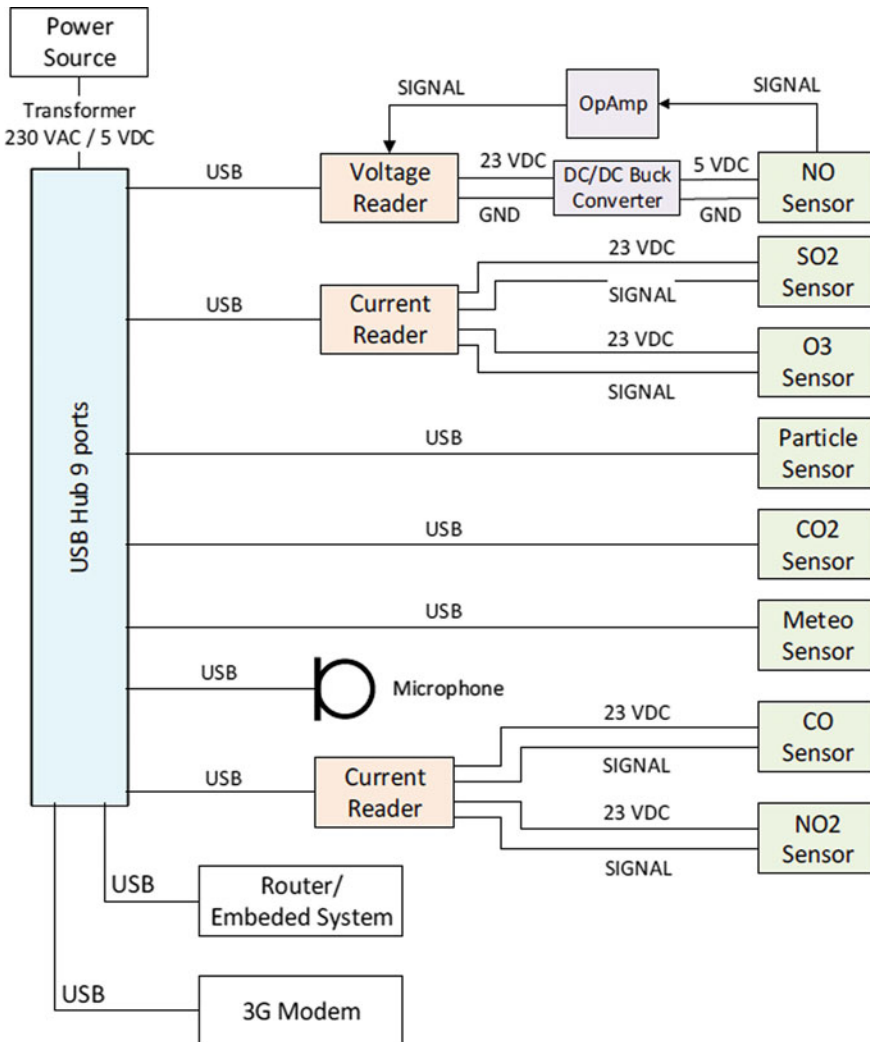 Power
Source
Transformer
230 VAC / 5 VDC
USB Hub 9 ports
SIGNAL
OpAmp
SIGNAL
USB
Voltage
Reader
23 VDC
GND
DC/DC Buck
Converter
5 VDC
GND
NO
Sensor
USB
Current
Reader
23 VDC
SIGNAL
SO2
Sensor
23 VDC
SIGNAL
O3
Sensor
USB
Particle
Sensor
USB
CO2
Sensor
USB
Meteo
Sensor
USB
Microphone
USB
Current
Reader
23 VDC
SIGNAL
CO
Sensor
23 VDC
SIGNAL
NO2
Sensor
USB
Router/
Embeded System
USB
3G Modem